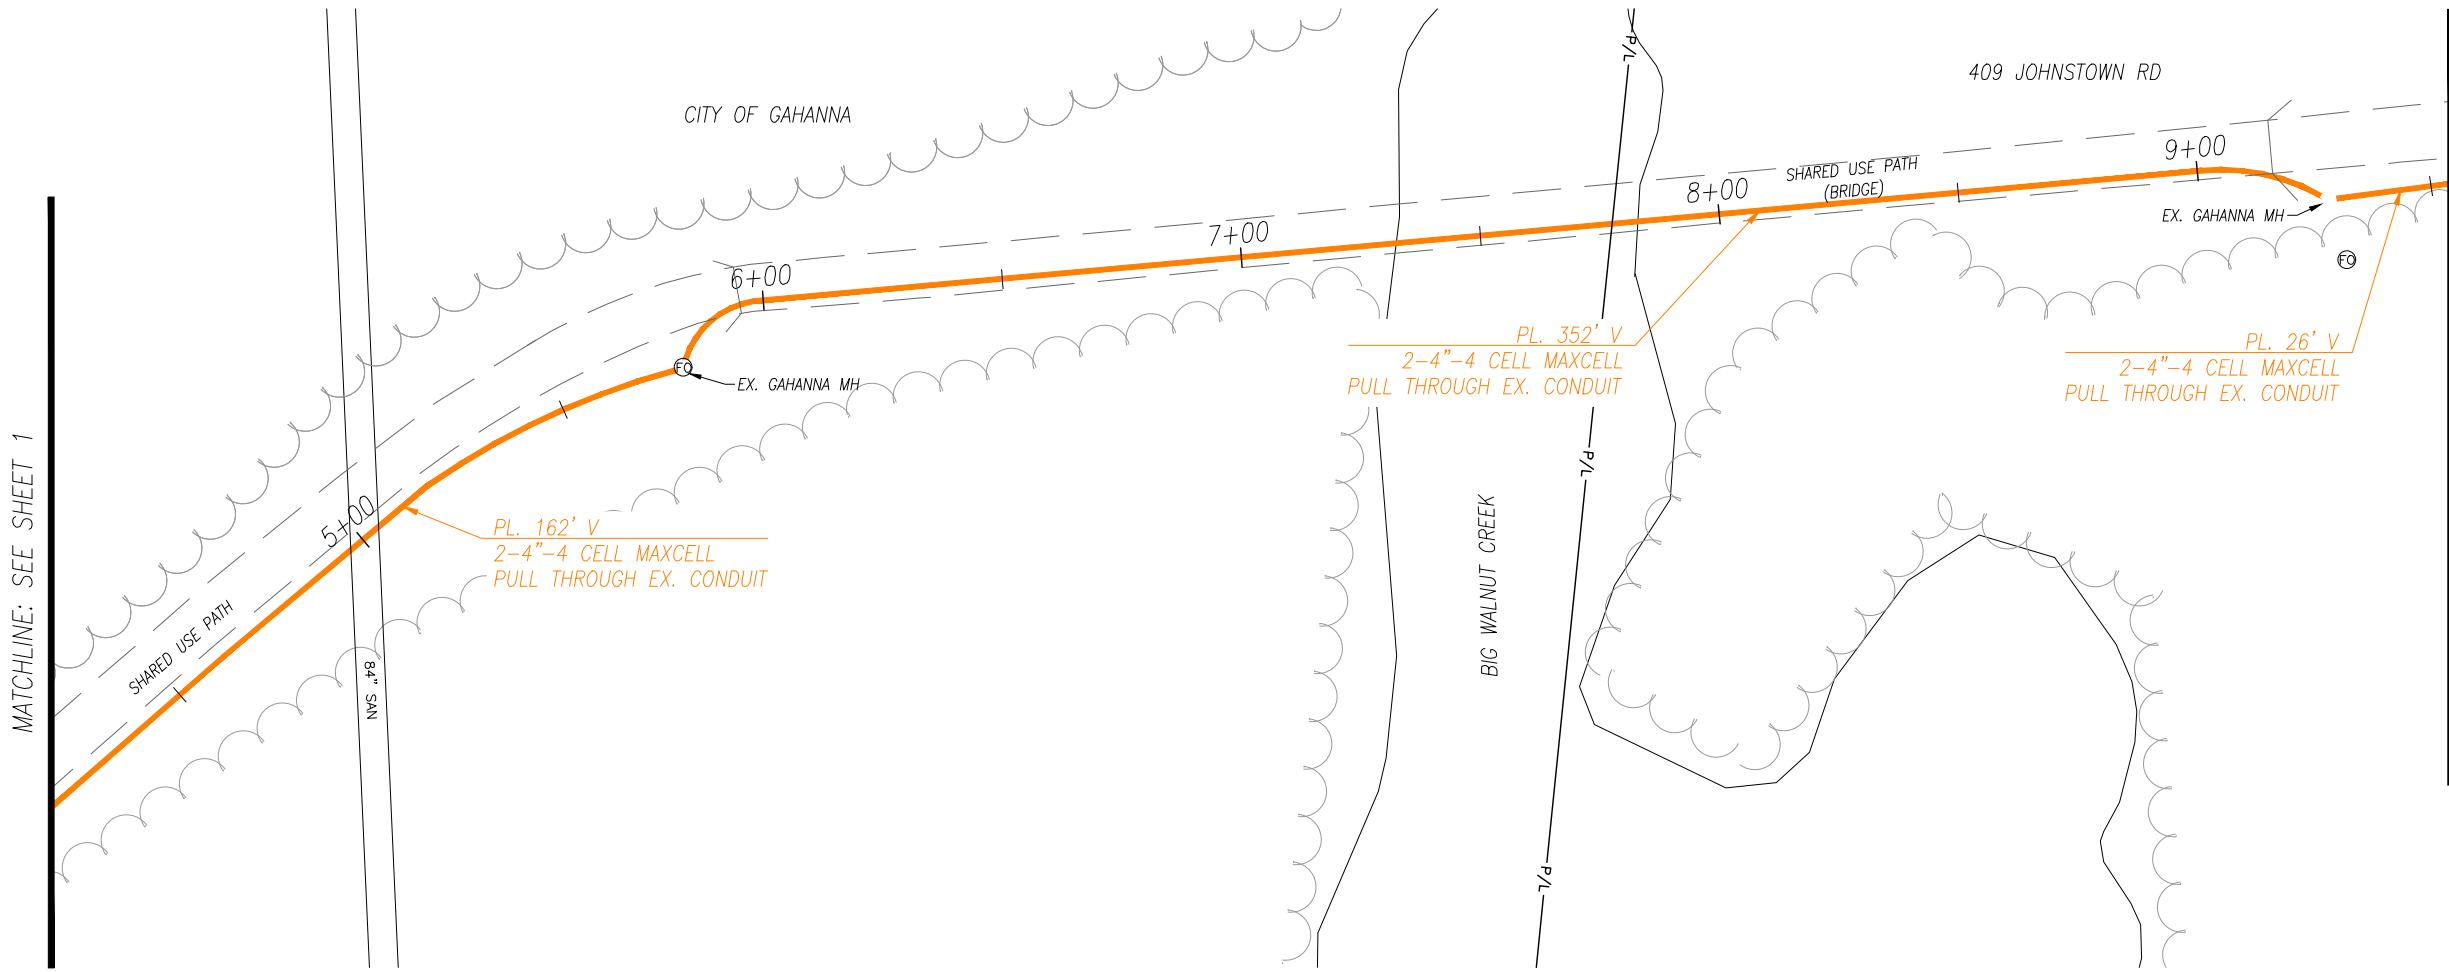 CITY OF GAHANNA
409 JOHNSTOWN RD
P/L
9+00
SHARED USE PATH
(BRIDGE)
8+00
EX. GAHANNA MH
7+00
6+00
FO
FO
EX. GAHANNA MH
PL. 352' V
2-4"-4 CELL MAXCELL
PULL THROUGH EX. CONDUIT
PL. 26' V
2-4"-4 CELL MAXCELL
PULL THROUGH EX. CONDUIT
MATCHLINE: SEE SHEET 1
5+00
PL. 162' V
2-4"-4 CELL MAXCELL
PULL THROUGH EX. CONDUIT
P/L
BIG WALNUT CREEK
SHARED USE PATH
84" SAN
P/L